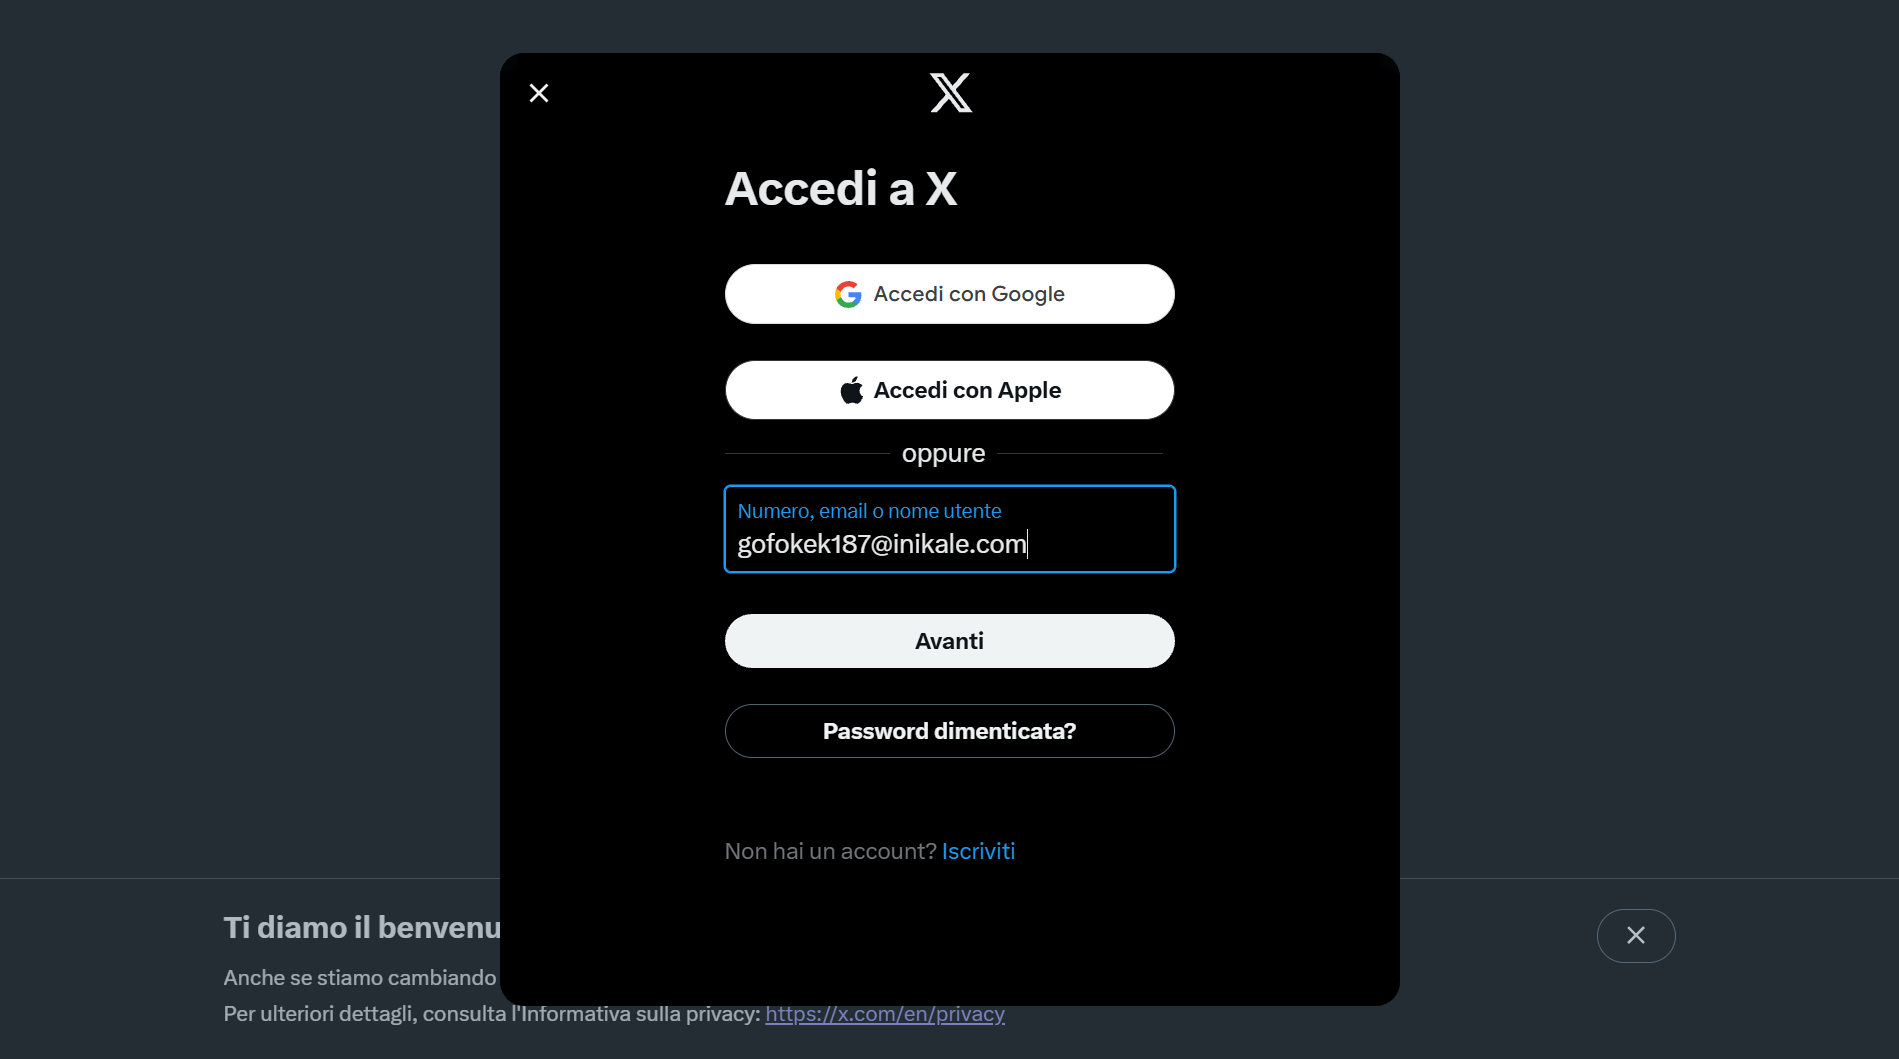 Accedi a X
Accedi con Google
Accedi con Apple
oppure
Numero, email o nome utente
gofokek187@inikale.com
Avanti
Password dimenticata?
Non hai un account? Iscriviti
Ti diamo il benvenu
Anche se stiamo cambiando
Per ulteriori dettagli, consulta l'Informativa sulla privacy: https://x.com/en/privacy